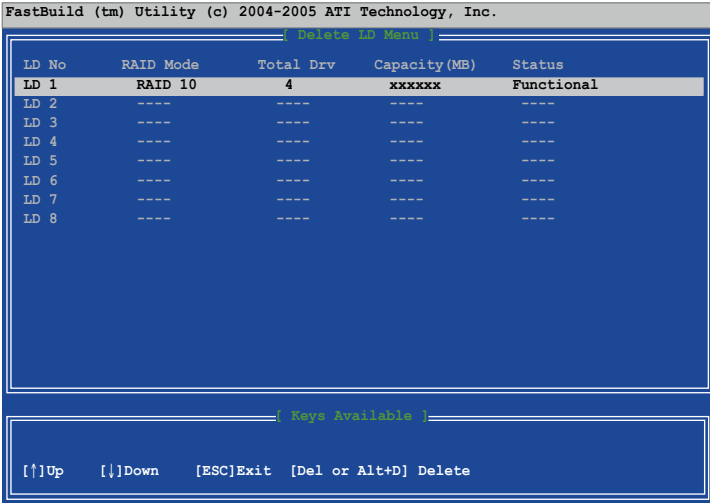 FastBuild (tm) Utility (c) 2004-2005 ATI Technology, Inc.
[ Delete LD Menu ]
LD No RAID Mode Total Drv Capacity(MB) Status
LD 1 RAID 10 4 xxxxxx Functional
LD 2 ---- ---- ---- ----
LD 3 ---- ---- ---- ----
LD 4 ---- ---- ---- ----
LD 5 ---- ---- ---- ----
LD 6 ---- ---- ---- ----
LD 7 ---- ---- ---- ----
LD 8 ---- ---- ---- ----
[ Keys Available ]
[↑]Up [↓]Down [ESC]Exit [Del or Alt+D] Delete